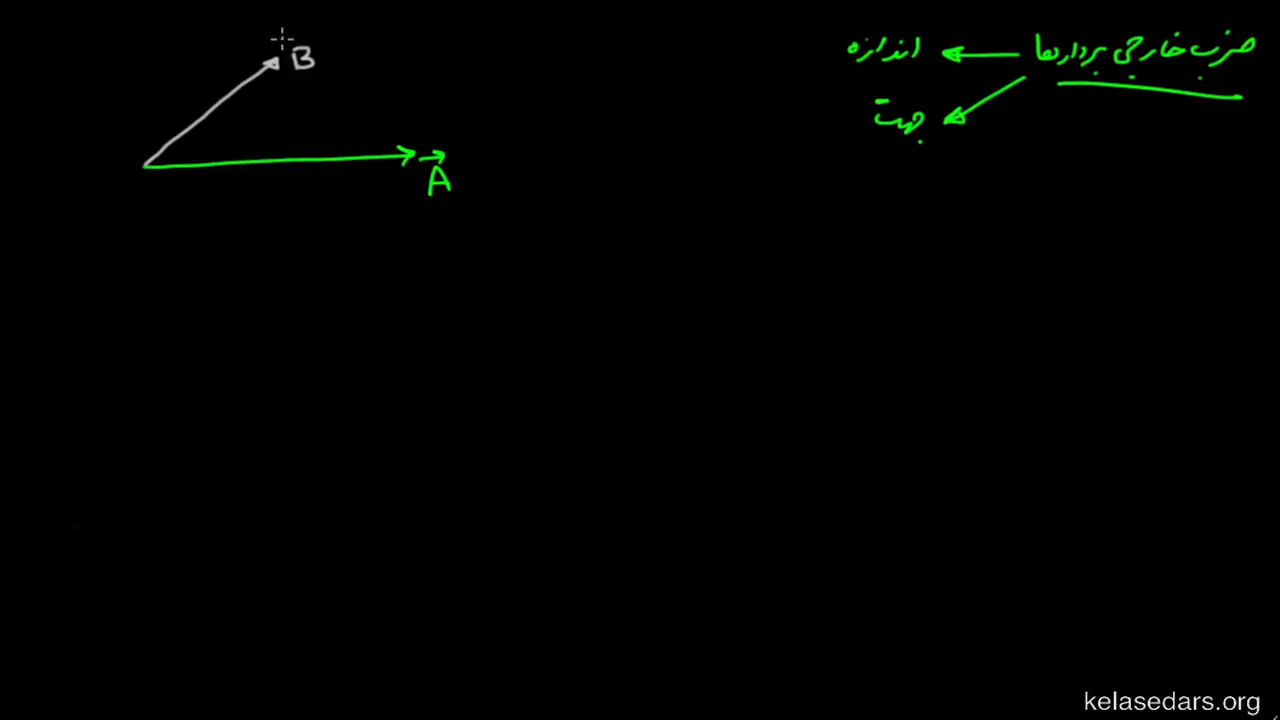 ضرب خارجی بردارها
اندازه
جهت
B
A
kelasedars.org